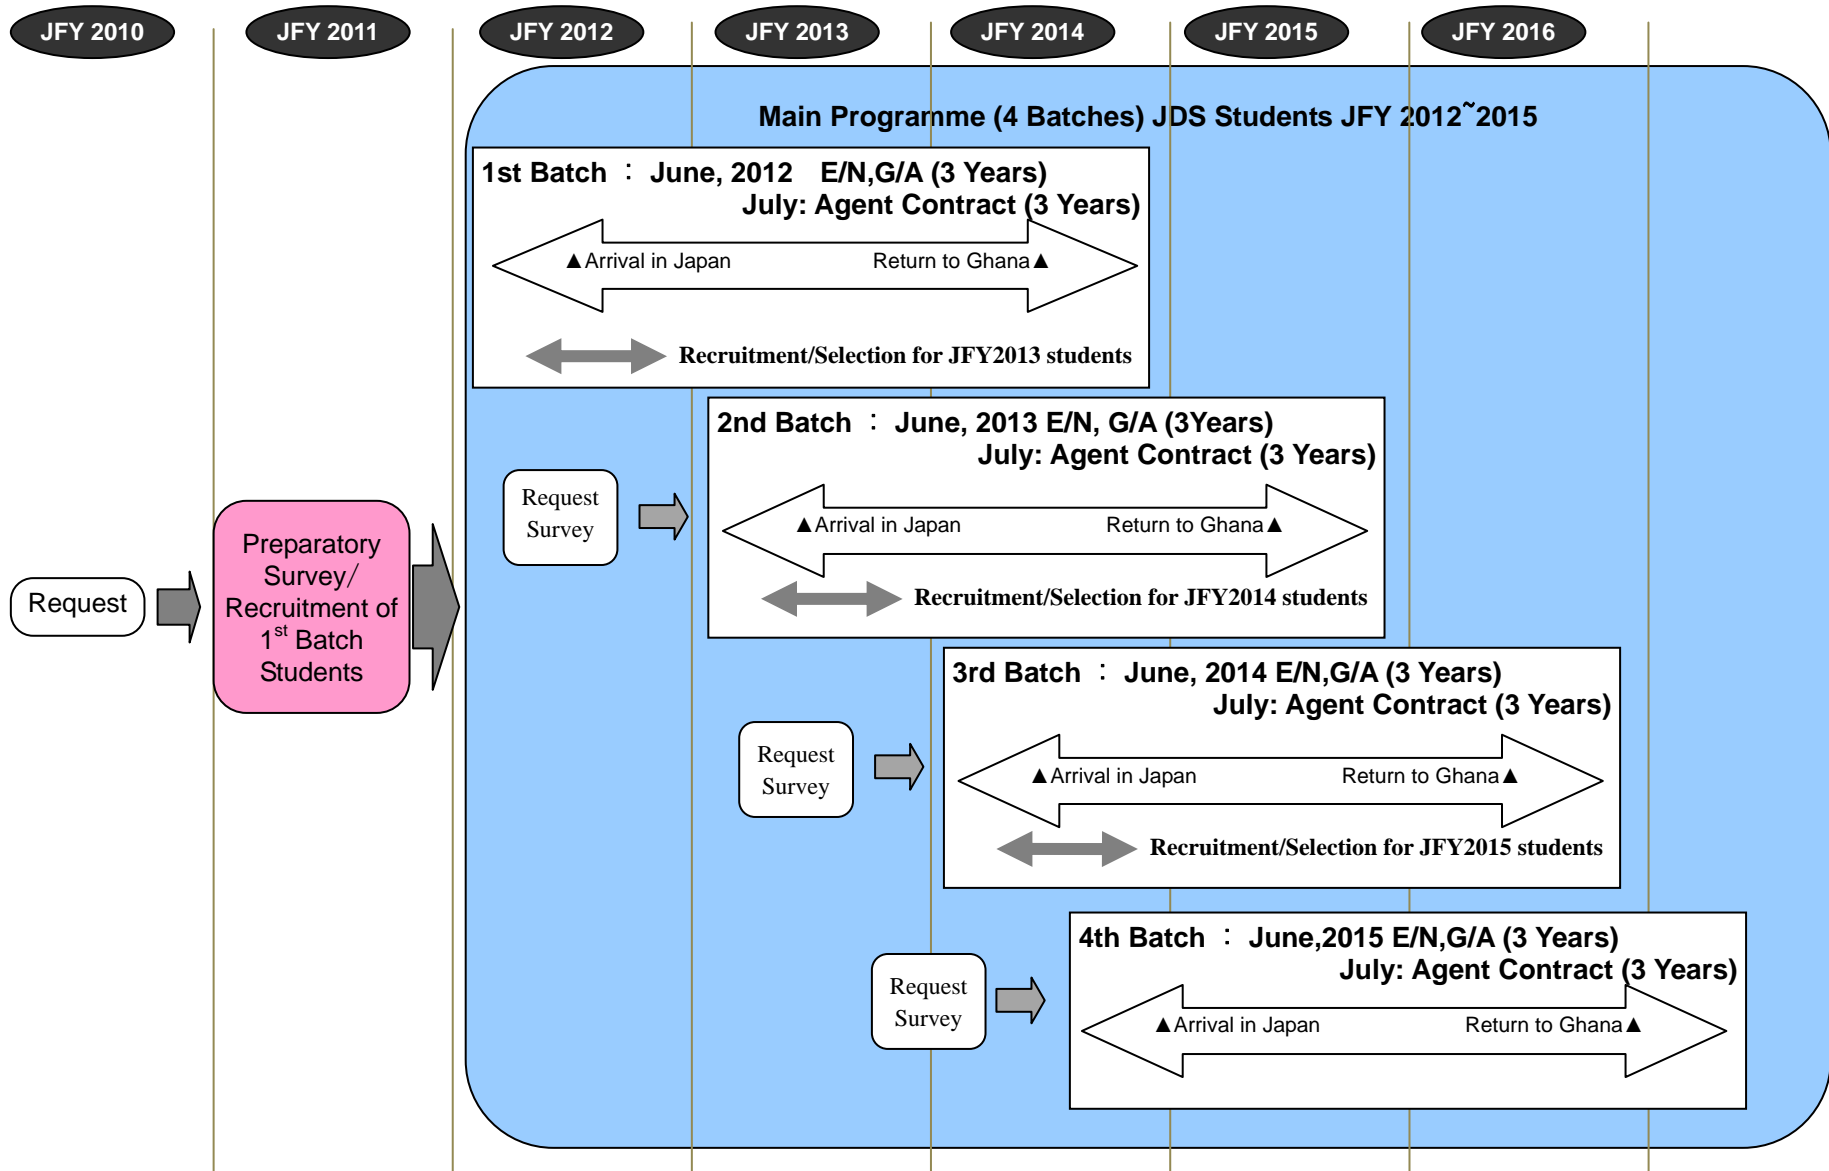 JFY 2010
JFY 2011
JFY 2012
JFY 2013
JFY 2014
JFY 2015
JFY 2016
Main Programme (4 Batches) JDS Students JFY 2012~2015
1st Batch : June, 2012 E/N,G/A (3 Years)
July: Agent Contract (3 Years)
▲Arrival in Japan
Return to Ghana▲
Recruitment/Selection for JFY2013 students
2nd Batch : June, 2013 E/N, G/A (3Years)
July: Agent Contract (3 Years)
Request
Survey
▲Arrival in Japan
Return to Ghana▲
Recruitment/Selection for JFY2014 students
Request
Preparatory
Survey/
Recruitment of
1st Batch
Students
3rd Batch : June, 2014 E/N,G/A (3 Years)
July: Agent Contract (3 Years)
Request
Survey
▲Arrival in Japan
Return to Ghana▲
Recruitment/Selection for JFY2015 students
4th Batch : June,2015 E/N,G/A (3 Years)
July: Agent Contract (3 Years)
Request
Survey
▲Arrival in Japan
Return to Ghana▲